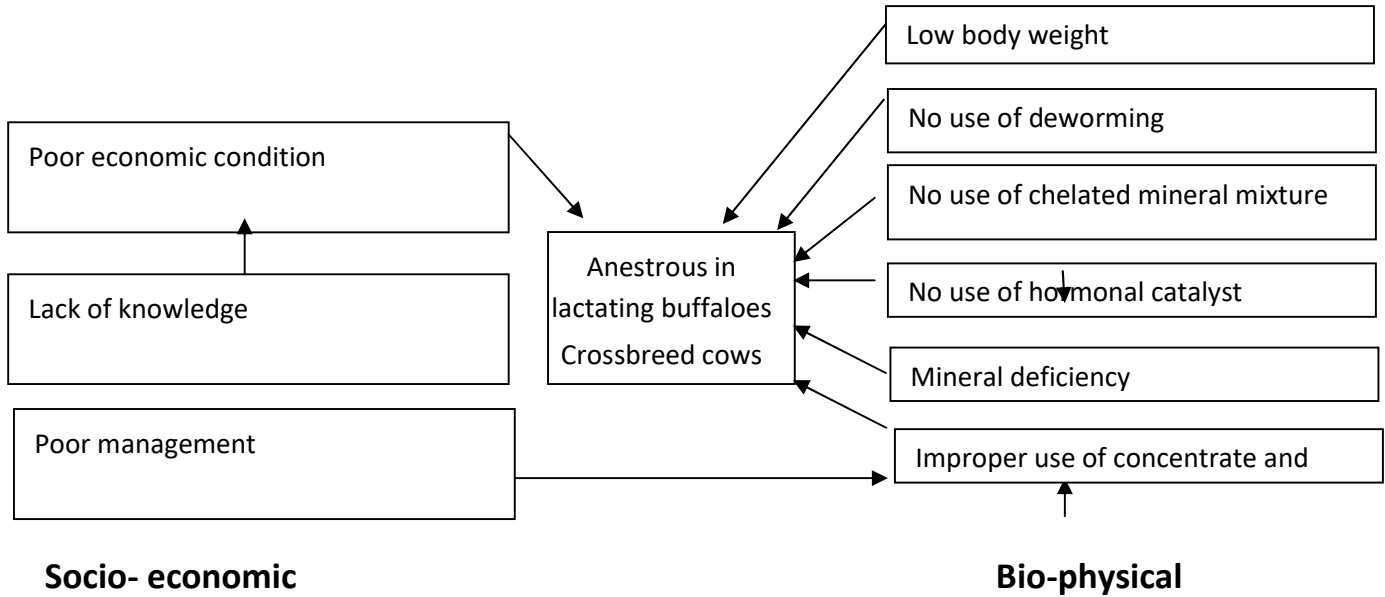 Low body weight
No use of deworming
Poor economic condition
No use of chelated mineral mixture
Anestrous in
lactating buffaloes
Crossbreed cows
Lack of knowledge
No use of hormonal catalyst
Mineral deficiency
Poor management
Improper use of concentrate and
Socio- economic
Bio-physical